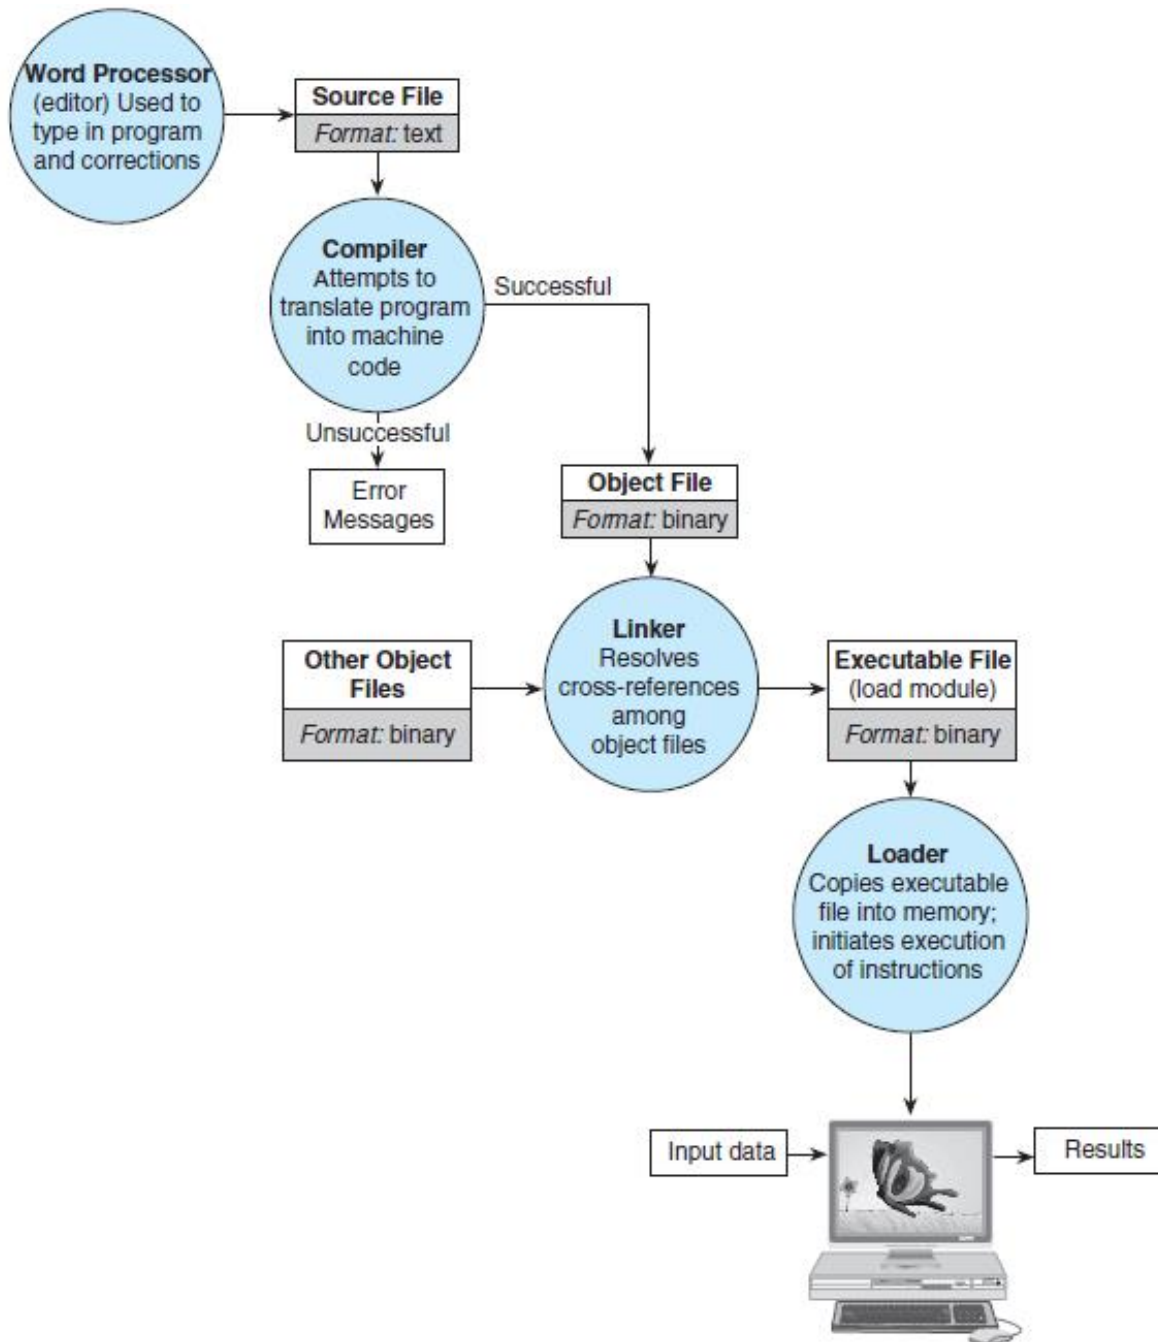 Word Processor
(editor) Used to
type in program
and corrections
Source File
Format: text
Compiler
Attempts to
translate program
into machine
code
Successful
Unsuccessful
Error
Messages
Object File
Format: binary
Linker
Resolves
cross-references
among
object files
Other Object
Files
Format: binary
Executable File
(load module)
Format: binary
Loader
Copies executable
file into memory;
initiates execution
of instructions
Input data
Results